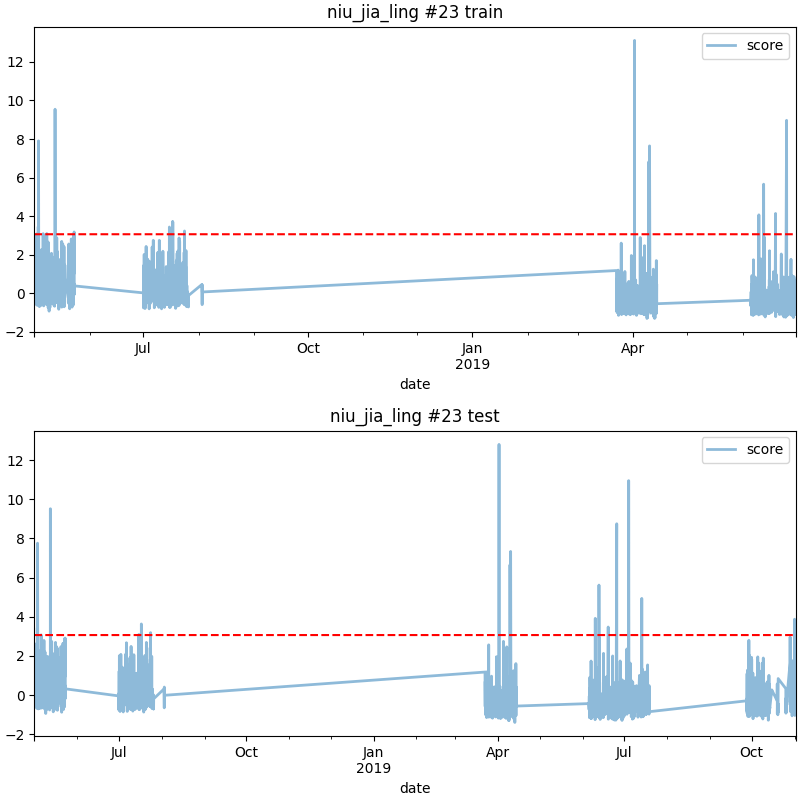 niu_jia_ling #23 train
score
12
10
8
6
4
2
0
−2
Jul Oct Jan Apr
2019
date
niu_jia_ling #23 test
score
12
10
8
6
4
2
0
−2
Jul Oct Jan Apr Jul Oct
2019
date